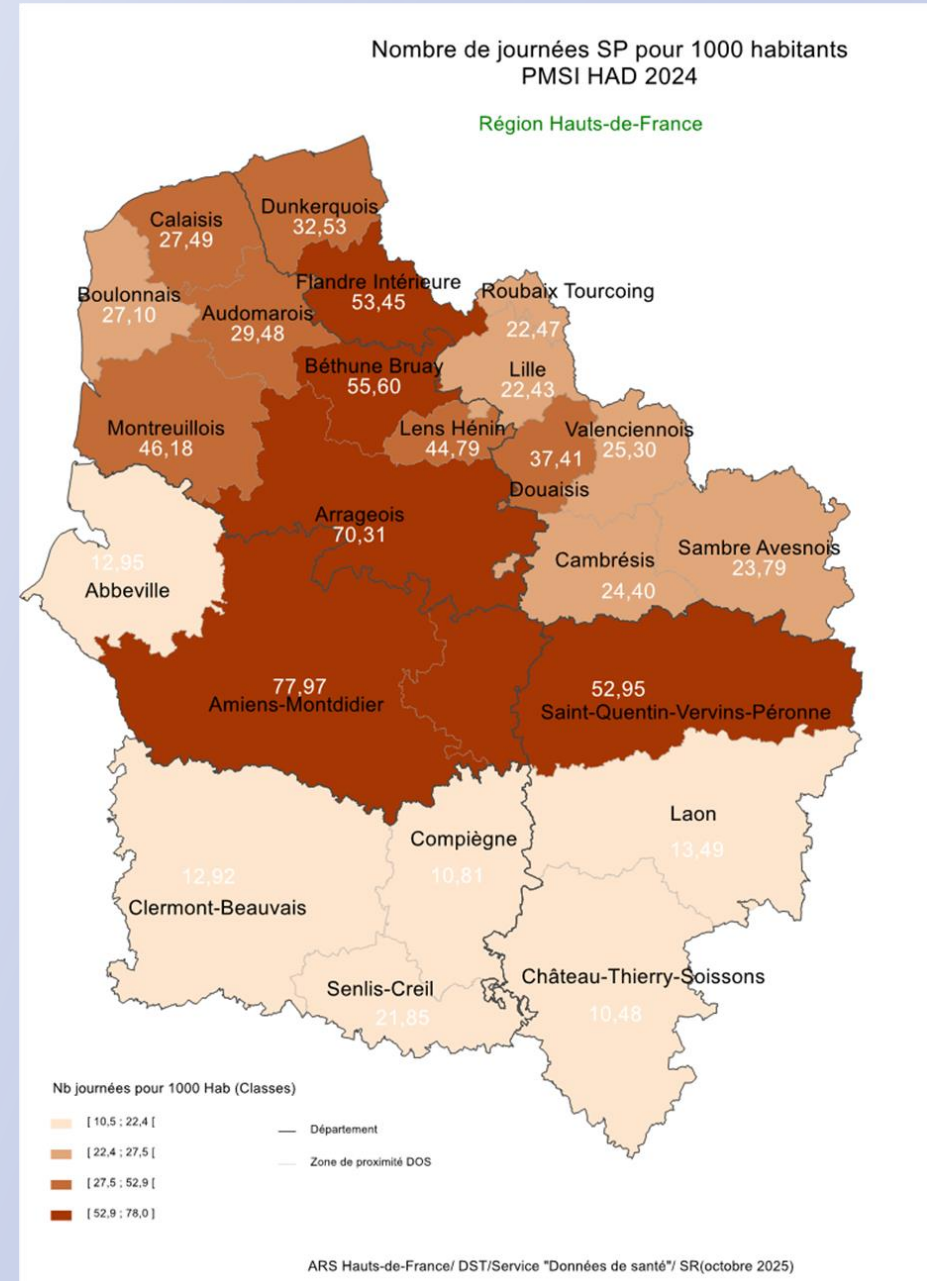 Nombre de journées SP pour 1000 habitants
PMSI HAD 2024
Région Hauts-de-France
Dunkerquois
32,53
Calaisis
27,49
Flandre Intérieure
53,45
Roubaix Tourcoing
22,47
Boulonnais
27,10
Audomarois
29,48
Béthune Bruay
55,60
Lille
22,43
Montreuillois
46,18
Lens Hénin
44,79
Valenciennois
25,30
37,41
Douaisis
Arrageois
70,31
Cambrésis
24,40
Sambre Avesnois
23,79
12,95
Abbeville
77,97
Amiens-Montdidier
52,95
Saint-Quentin-Vervins-Péronne
Laon
13,49
Compiègne
10,81
12,92
Clermont-Beauvais
Senlis-Creil
21,85
Château-Thierry-Soissons
10,48
Nb journées pour 1000 Hab (Classes)
[ 10,5 ; 22,4 [
[ 22,4 ; 27,5 [
[ 27,5 ; 52,9 [
[ 52,9 ; 78,0 ]
Département
Zone de proximité DOS
ARS Hauts-de-France/ DST/Service "Données de santé"/ SR(octobre 2025)